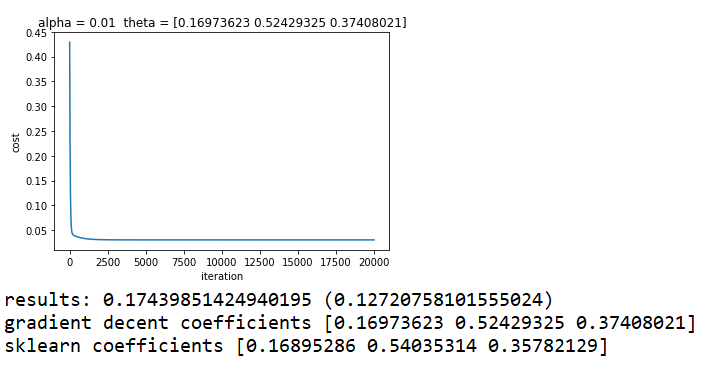 alpha = 0.01  theta = [0.16973623 0.52429325 0.37408021]
0.45
0.40
0.35
0.30
0.25
0.20
0.15
0.10
0.05
cost
0 2500 5000 7500 10000 12500 15000 17500 20000
iteration
results: 0.17439851424940195 (0.12720758101555024)
gradient decent coefficients [0.16973623 0.52429325 0.37408021]
sklearn coefficients [0.16895286 0.54035314 0.35782129]